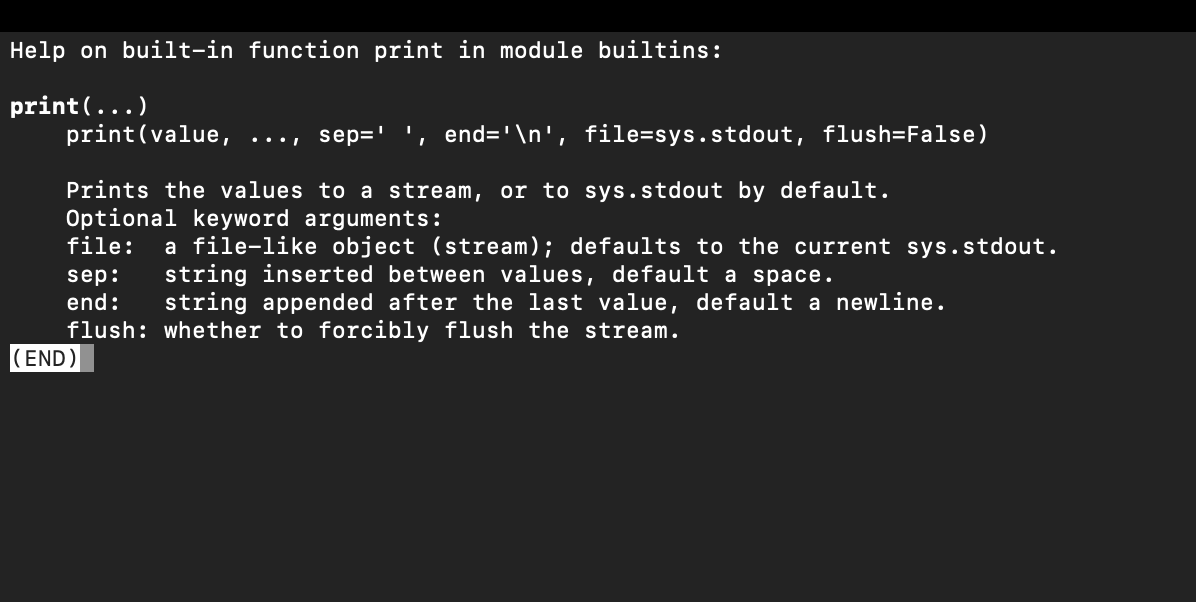 Help on built-in function print in module builtins:

print(...)
    print(value, ..., sep=' ', end='\n', file=sys.stdout, flush=False)

    Prints the values to a stream, or to sys.stdout by default.
    Optional keyword arguments:
    file:  a file-like object (stream); defaults to the current sys.stdout.
    sep:   string inserted between values, default a space.
    end:   string appended after the last value, default a newline.
    flush: whether to forcibly flush the stream.
(END)